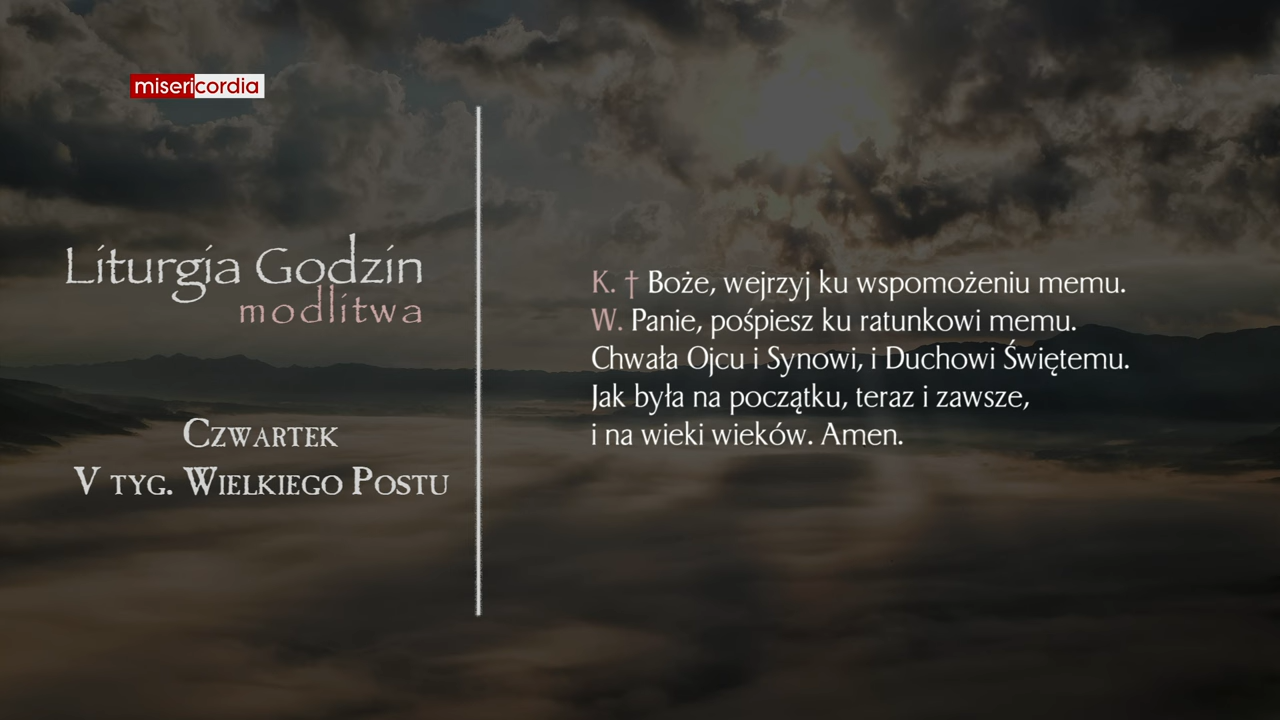 misericordia
Liturgia Godzin
modlitwa
Czwartek
V tyg. Wielkiego Postu
K. † Boże, wejrzyj ku wspomożeniu memu.
W. Panie, pośpiesz ku ratunkowi memu.
Chwała Ojcu i Synowi, i Duchowi Świętemu.
Jak była na początku, teraz i zawsze,
i na wieki wieków. Amen.